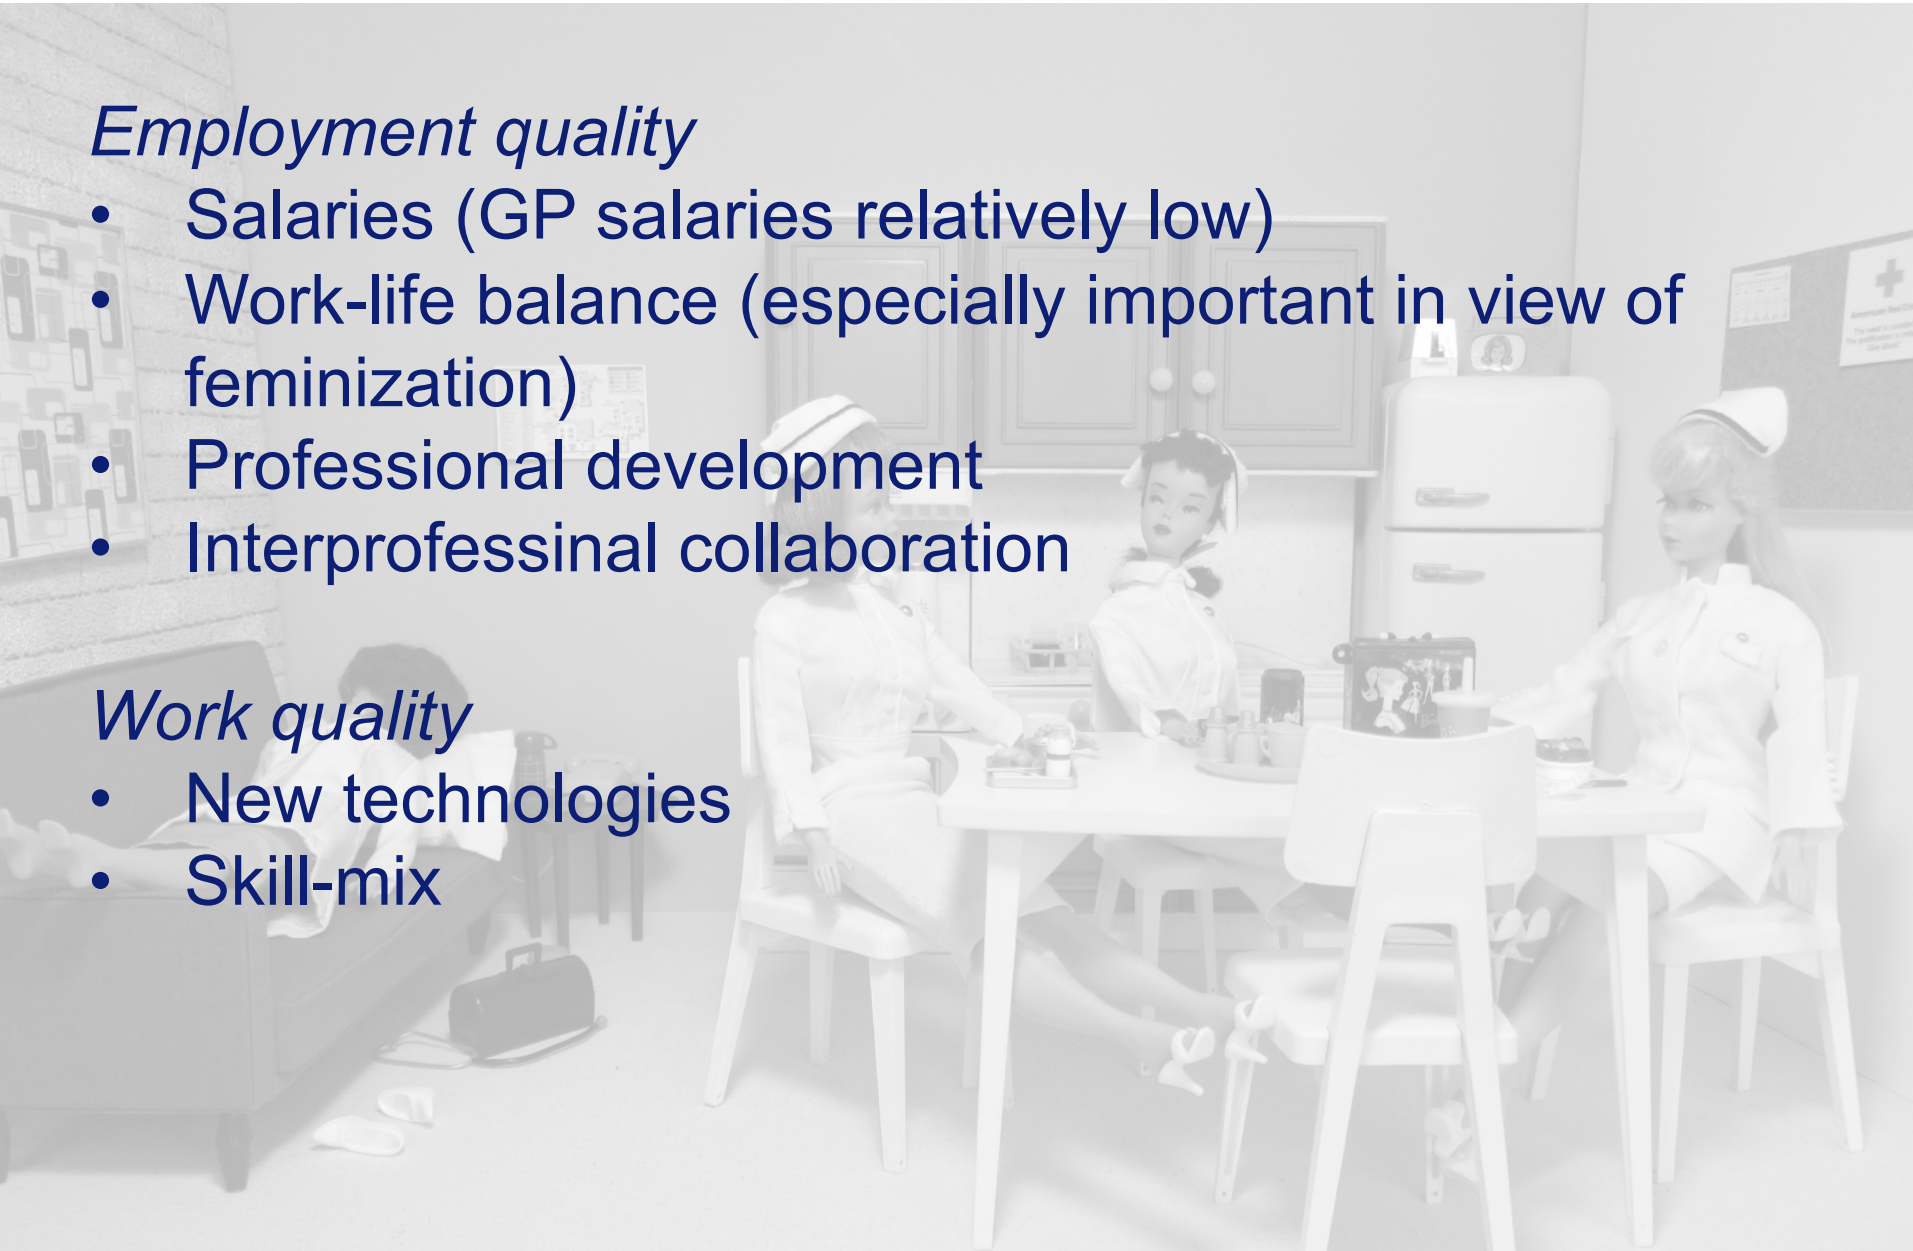 Employment quality
• Salaries (GP salaries relatively low)
• Work-life balance (especially important in view of
feminization)
• Professional development
• Interprofessinal collaboration
Work quality
• New technologies
• Skill-mix